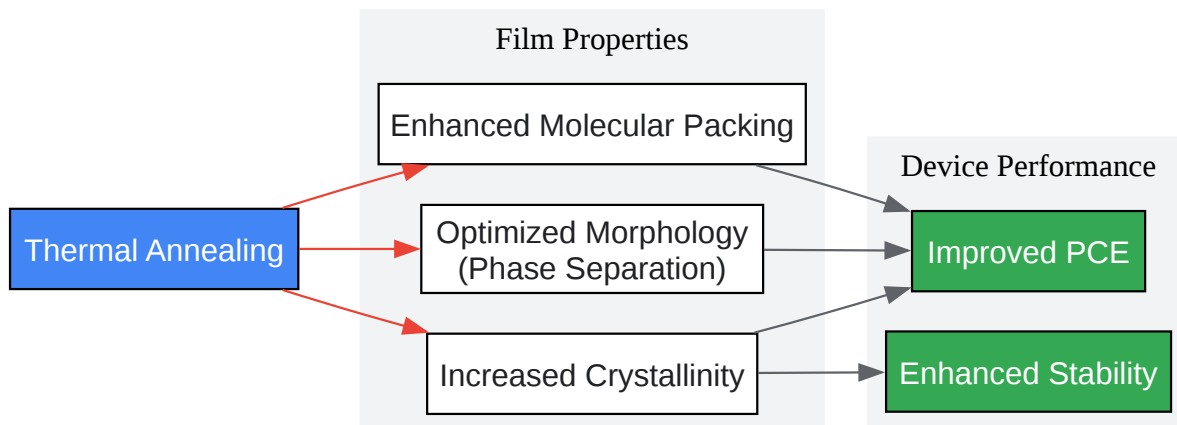 Film Properties
Enhanced Molecular Packing
Device Performance
Thermal Annealing
Optimized Morphology
(Phase Separation)
Improved PCE
Increased Crystallinity
Enhanced Stability